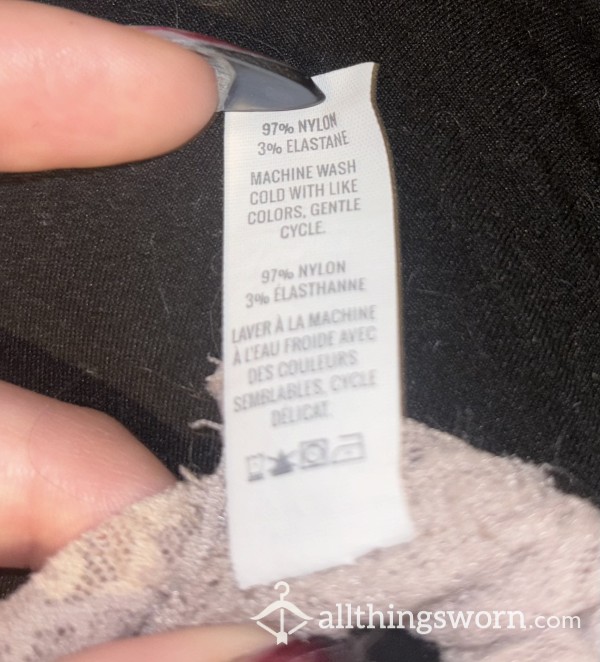 97% NYLON
3% ELASTANE
MACHINE WASH
COLD WITH LIKE
COLORS, GENTLE
CYCLE.
97% NYLON
3% ÉLASTHANNE
LAVER À LA MACHINE
À L'EAU FROIDE AVEC
DES COULEURS
SEMBLABLES, CYCLE
DÉLICAT.
allthingsworn.com